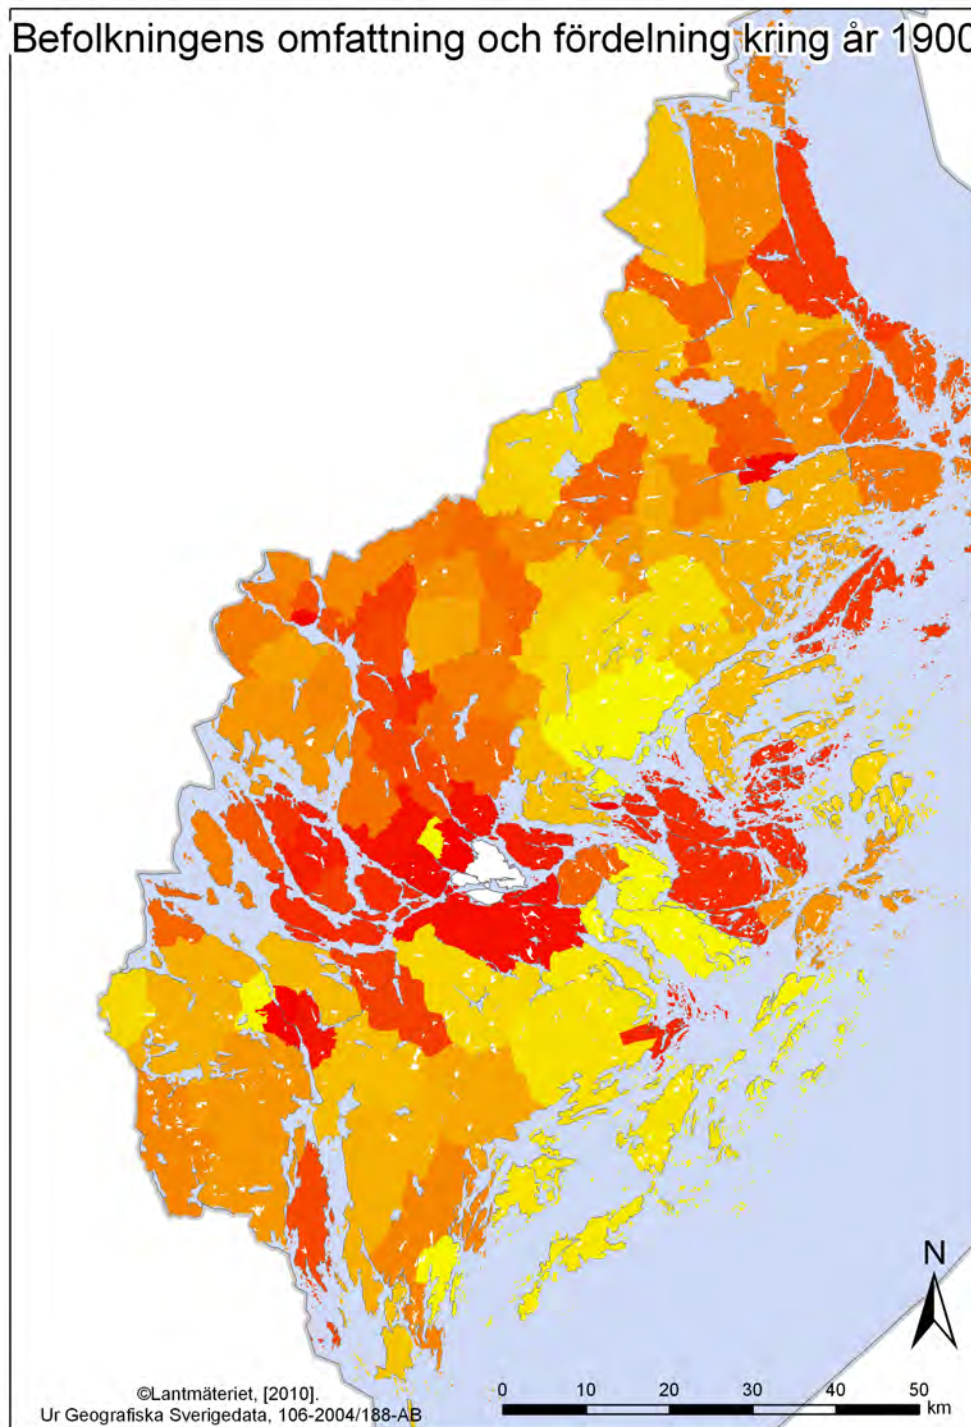 Befolkningens omfattning och fördelning kring år 1900
N
©Lantmäteriet, [2010].
Ur Geografiska Sverigedata, 106-2004/188-AB
0 10 20 30 40 50
km